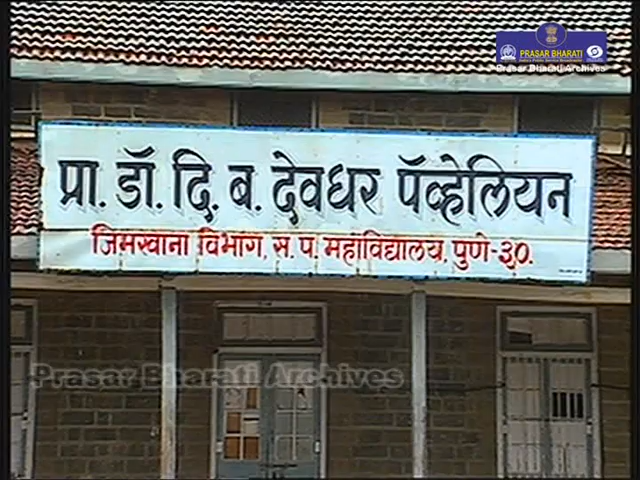 PRASAR BHARATI
Prasar Bharati Archives
प्रा. डॉ. दि. ब. देवधर पॅव्हेलियन
जिमखाना विभाग, स. प. महाविद्यालय, पुणे-३०.
Prasar Bharati Archives